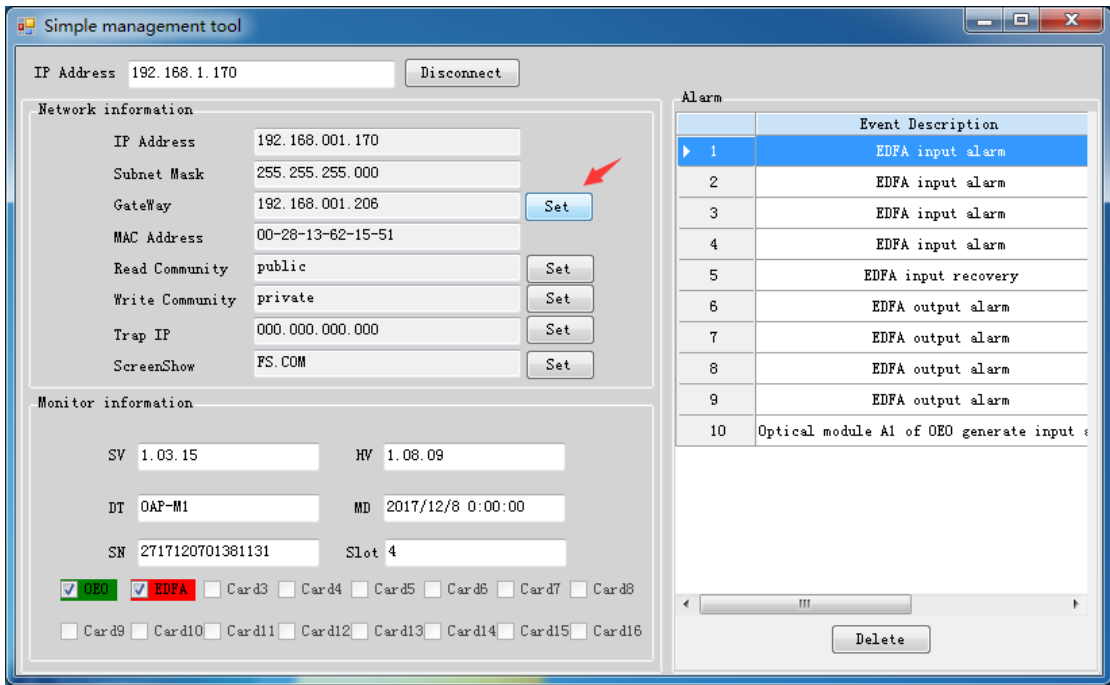 Simple management tool
IP Address 192.168.1.170 Disconnect
Network information
IP Address 192.168.001.170
Subnet Mask 255.255.255.000
GateWay 192.168.001.206 Set
MAC Address 00-28-13-62-15-51
Read Community public Set
Write Community private Set
Trap IP 000.000.000.000 Set
ScreenShow FS.COM Set
Monitor information
SV 1.03.15 HV 1.08.09
DT OAP-M1 MD 2017/12/8 0:00:00
SN 2717120701381131 Slot 4
OEO EDFA Card3 Card4 Card5 Card6 Card7 Card8
Card9 Card10 Card11 Card12 Card13 Card14 Card15 Card16
Alarm
Event Description
1 EDFA input alarm
2 EDFA input alarm
3 EDFA input alarm
4 EDFA input alarm
5 EDFA input recovery
6 EDFA output alarm
7 EDFA output alarm
8 EDFA output alarm
9 EDFA output alarm
10 Optical module A1 of OEO generate input
Delete